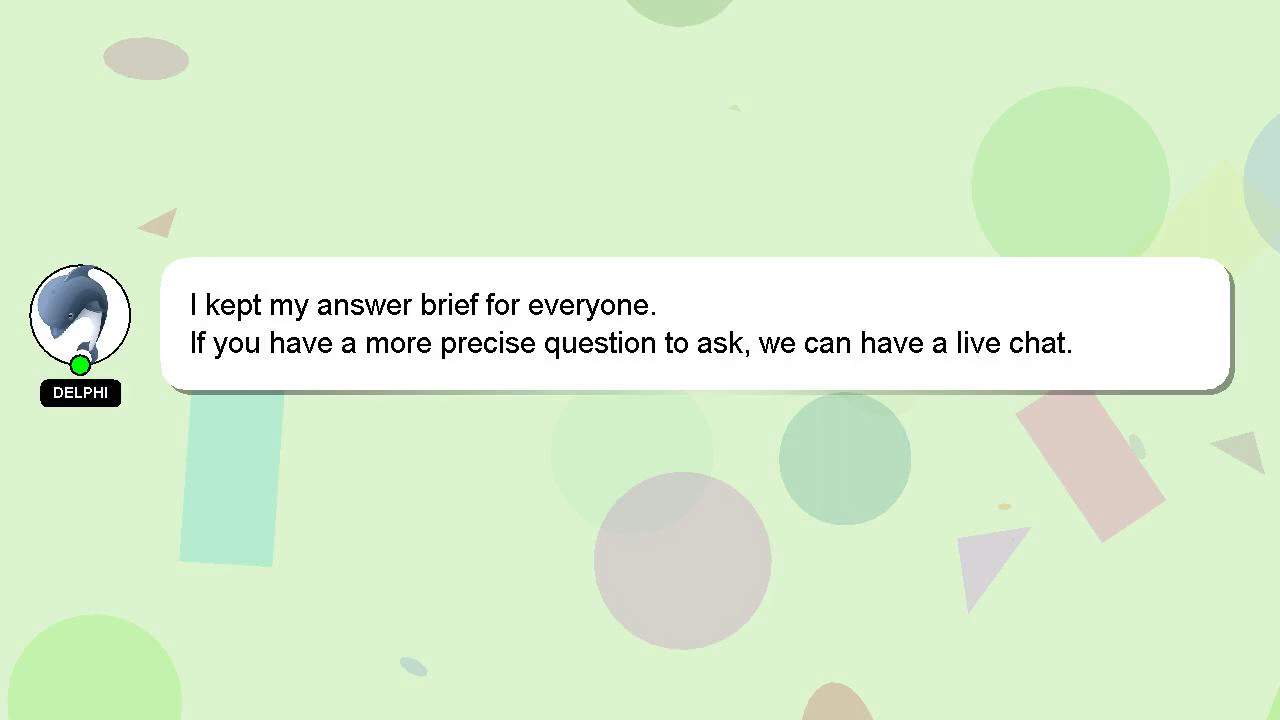 I kept my answer brief for everyone.
If you have a more precise question to ask, we can have a live chat.
DELPHI